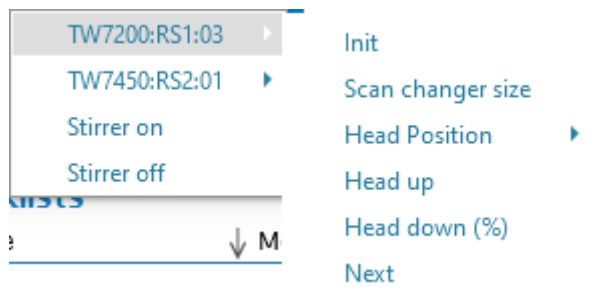 TW7200:RS1:03
TW7450:RS2:01
Stirrer on
Stirrer off
Init
Scan changer size
Head Position
Head up
Head down (%)
Next